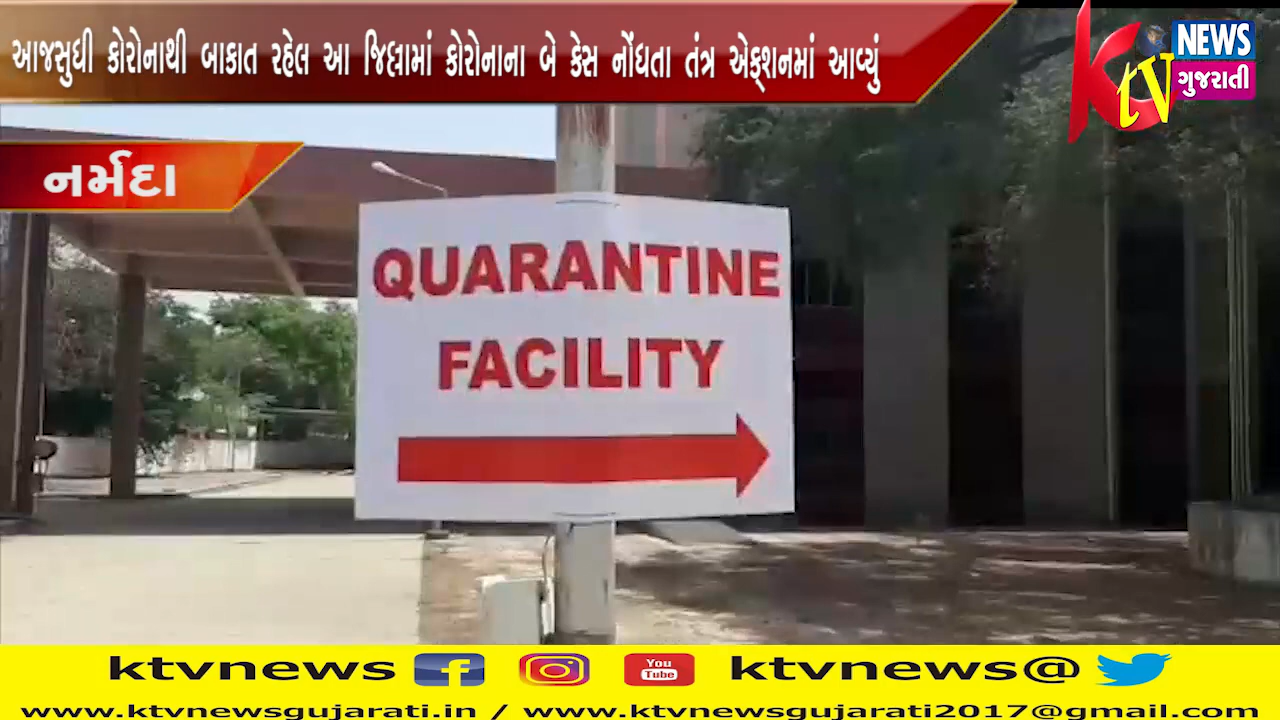 આજસુધી કોરોનાથી બાકાત રહેલ આ જિલ્લામાં કોરોનાના બે કેસ નોંધતા તંત્ર એક્શનમાં આવ્યું
KTV NEWS
ગુજરાતી
નર્મદા
QUARANTINE
FACILITY
ktvnews You Tube ktvnews@
www.ktvnewsgujarati.in / www.ktvnewsgujarati2017@gmail.com